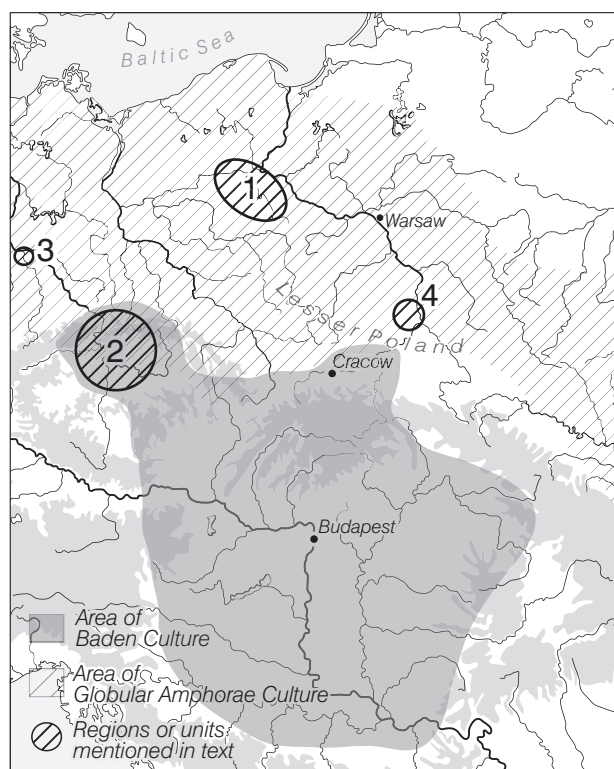 Baltic Sea
1
Warsaw
3
4
Lesser Poland
2
Cracow
Budapest
Area of
Baden Culture
Area of
Globular Amphorae Culture
Regions or units
mentioned in text